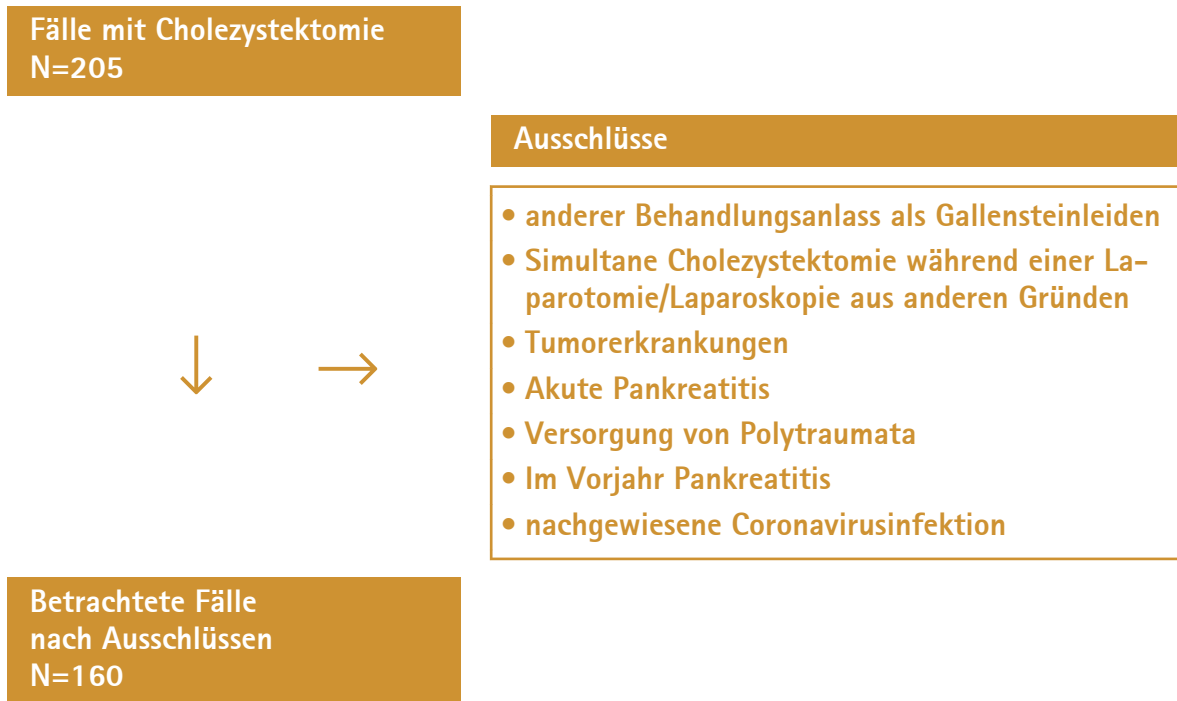 Fälle mit Cholezystektomie
N=205
Ausschlüsse
• anderer Behandlungsanlass als Gallensteinleiden
• Simultane Cholezystektomie während einer La-
parotomie/Laparoskopie aus anderen Gründen
• Tumorerkrankungen
• Akute Pankreatitis
• Versorgung von Polytraumata
• Im Vorjahr Pankreatitis
• nachgewiesene Coronavirusinfektion
Betrachtete Fälle
nach Ausschlüssen
N=160